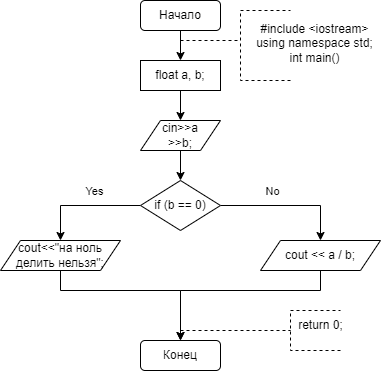 Начало
#include <iostream>
using namespace std;
int main()
float a, b;
cin>>a
>>b;
if (b == 0)
Yes
No
cout<<"на ноль
делить нельзя";
cout << a / b;
return 0;
Конец